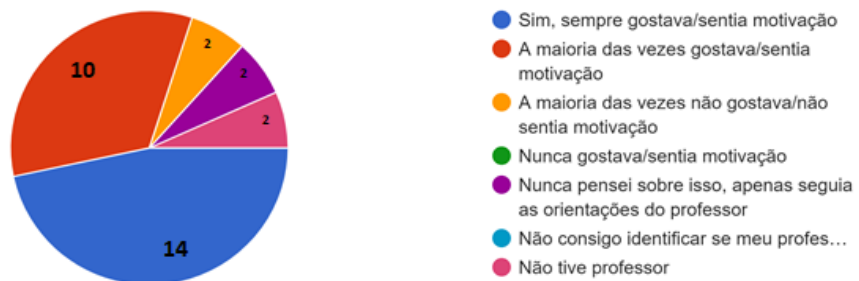 10
2
2
2
14
Sim, sempre gostava/sentia motivação
A maioria das vezes gostava/sentia
motivação
A maioria das vezes não gostava/não
sentia motivação
Nunca gostava/sentia motivação
Nunca pensei sobre isso, apenas seguia
as orientações do professor
Não consigo identificar se meu profes…
Não tive professor